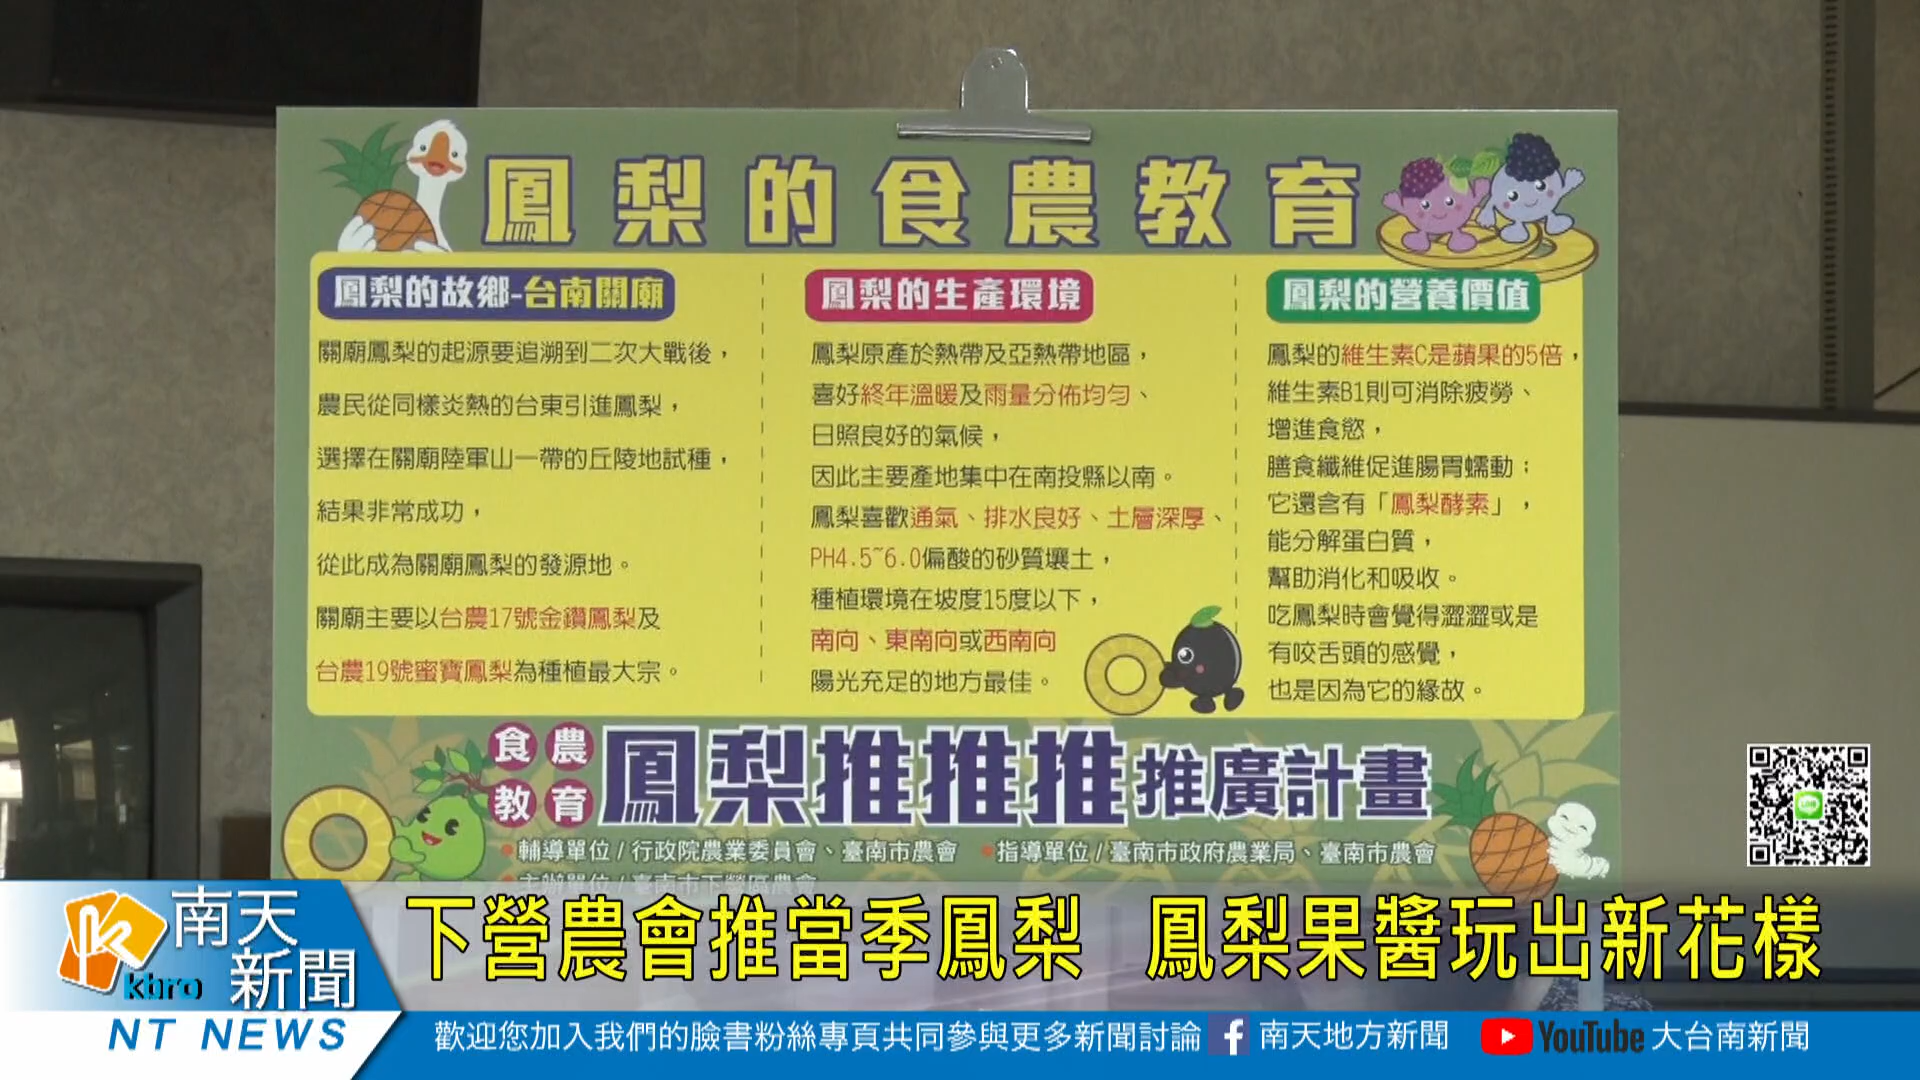 鳳梨的食農教育
鳳梨的故鄉-台南關廟
關廟鳳梨的起源要追溯到二次大戰後，
農民從同樣炎熱的台東引進鳳梨，
選擇在關廟陸軍山一帶的丘陵地試種，
結果非常成功，
從此成為關廟鳳梨的發源地。
關廟主要以台農17號金鑽鳳梨及
台農19號蜜寶鳳梨為種植最大宗。
鳳梨的生產環境
鳳梨原產於熱帶及亞熱帶地區，
喜好終年溫暖及雨量分佈均勻、
日照良好的氣候，
因此主要產地集中在南投縣以南。
鳳梨喜歡通氣、排水良好、土層深厚、
PH4.5~6.0偏酸的砂質壤土，
種植環境在坡度15度以下，
南向、東南向或西南向
陽光充足的地方最佳。
鳳梨的營養價值
鳳梨的維生素C是蘋果的5倍，
維生素B1則可消除疲勞、
增進食慾，
膳食纖維促進腸胃蠕動；
它還含有「鳳梨酵素」，
能分解蛋白質，
幫助消化和吸收。
吃鳳梨時會覺得澀澀或是
有咬舌頭的感覺，
也是因為它的緣故。
食農教育
鳳梨推推推推廣計畫
輔導單位/行政院農業委員會、臺南市農會
指導單位/臺南市政府農業局、臺南市農會
主辦單位/臺南市下營區農會
南天新聞
kbro
NT NEWS
下營農會推當季鳳梨 鳳梨果醬玩出新花樣
歡迎您加入我們的臉書粉絲專頁共同參與更多新聞討論 f 南天地方新聞 YouTube 大台南新聞
LINE